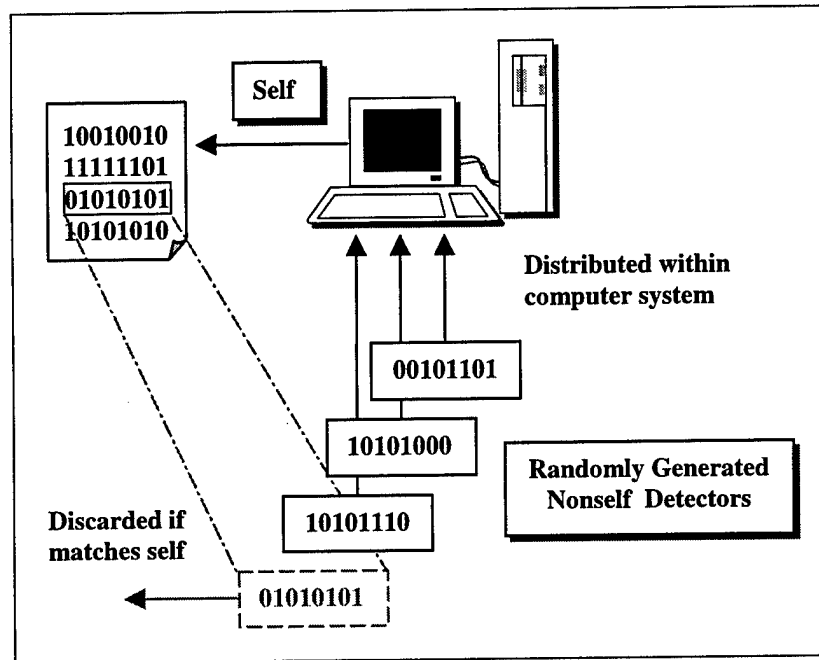 Self
10010010
11111101
01010101
10101010
Distributed within
computer system
00101101
10101000
Randomly Generated
Nonself Detectors
10101110
Discarded if
matches self
01010101